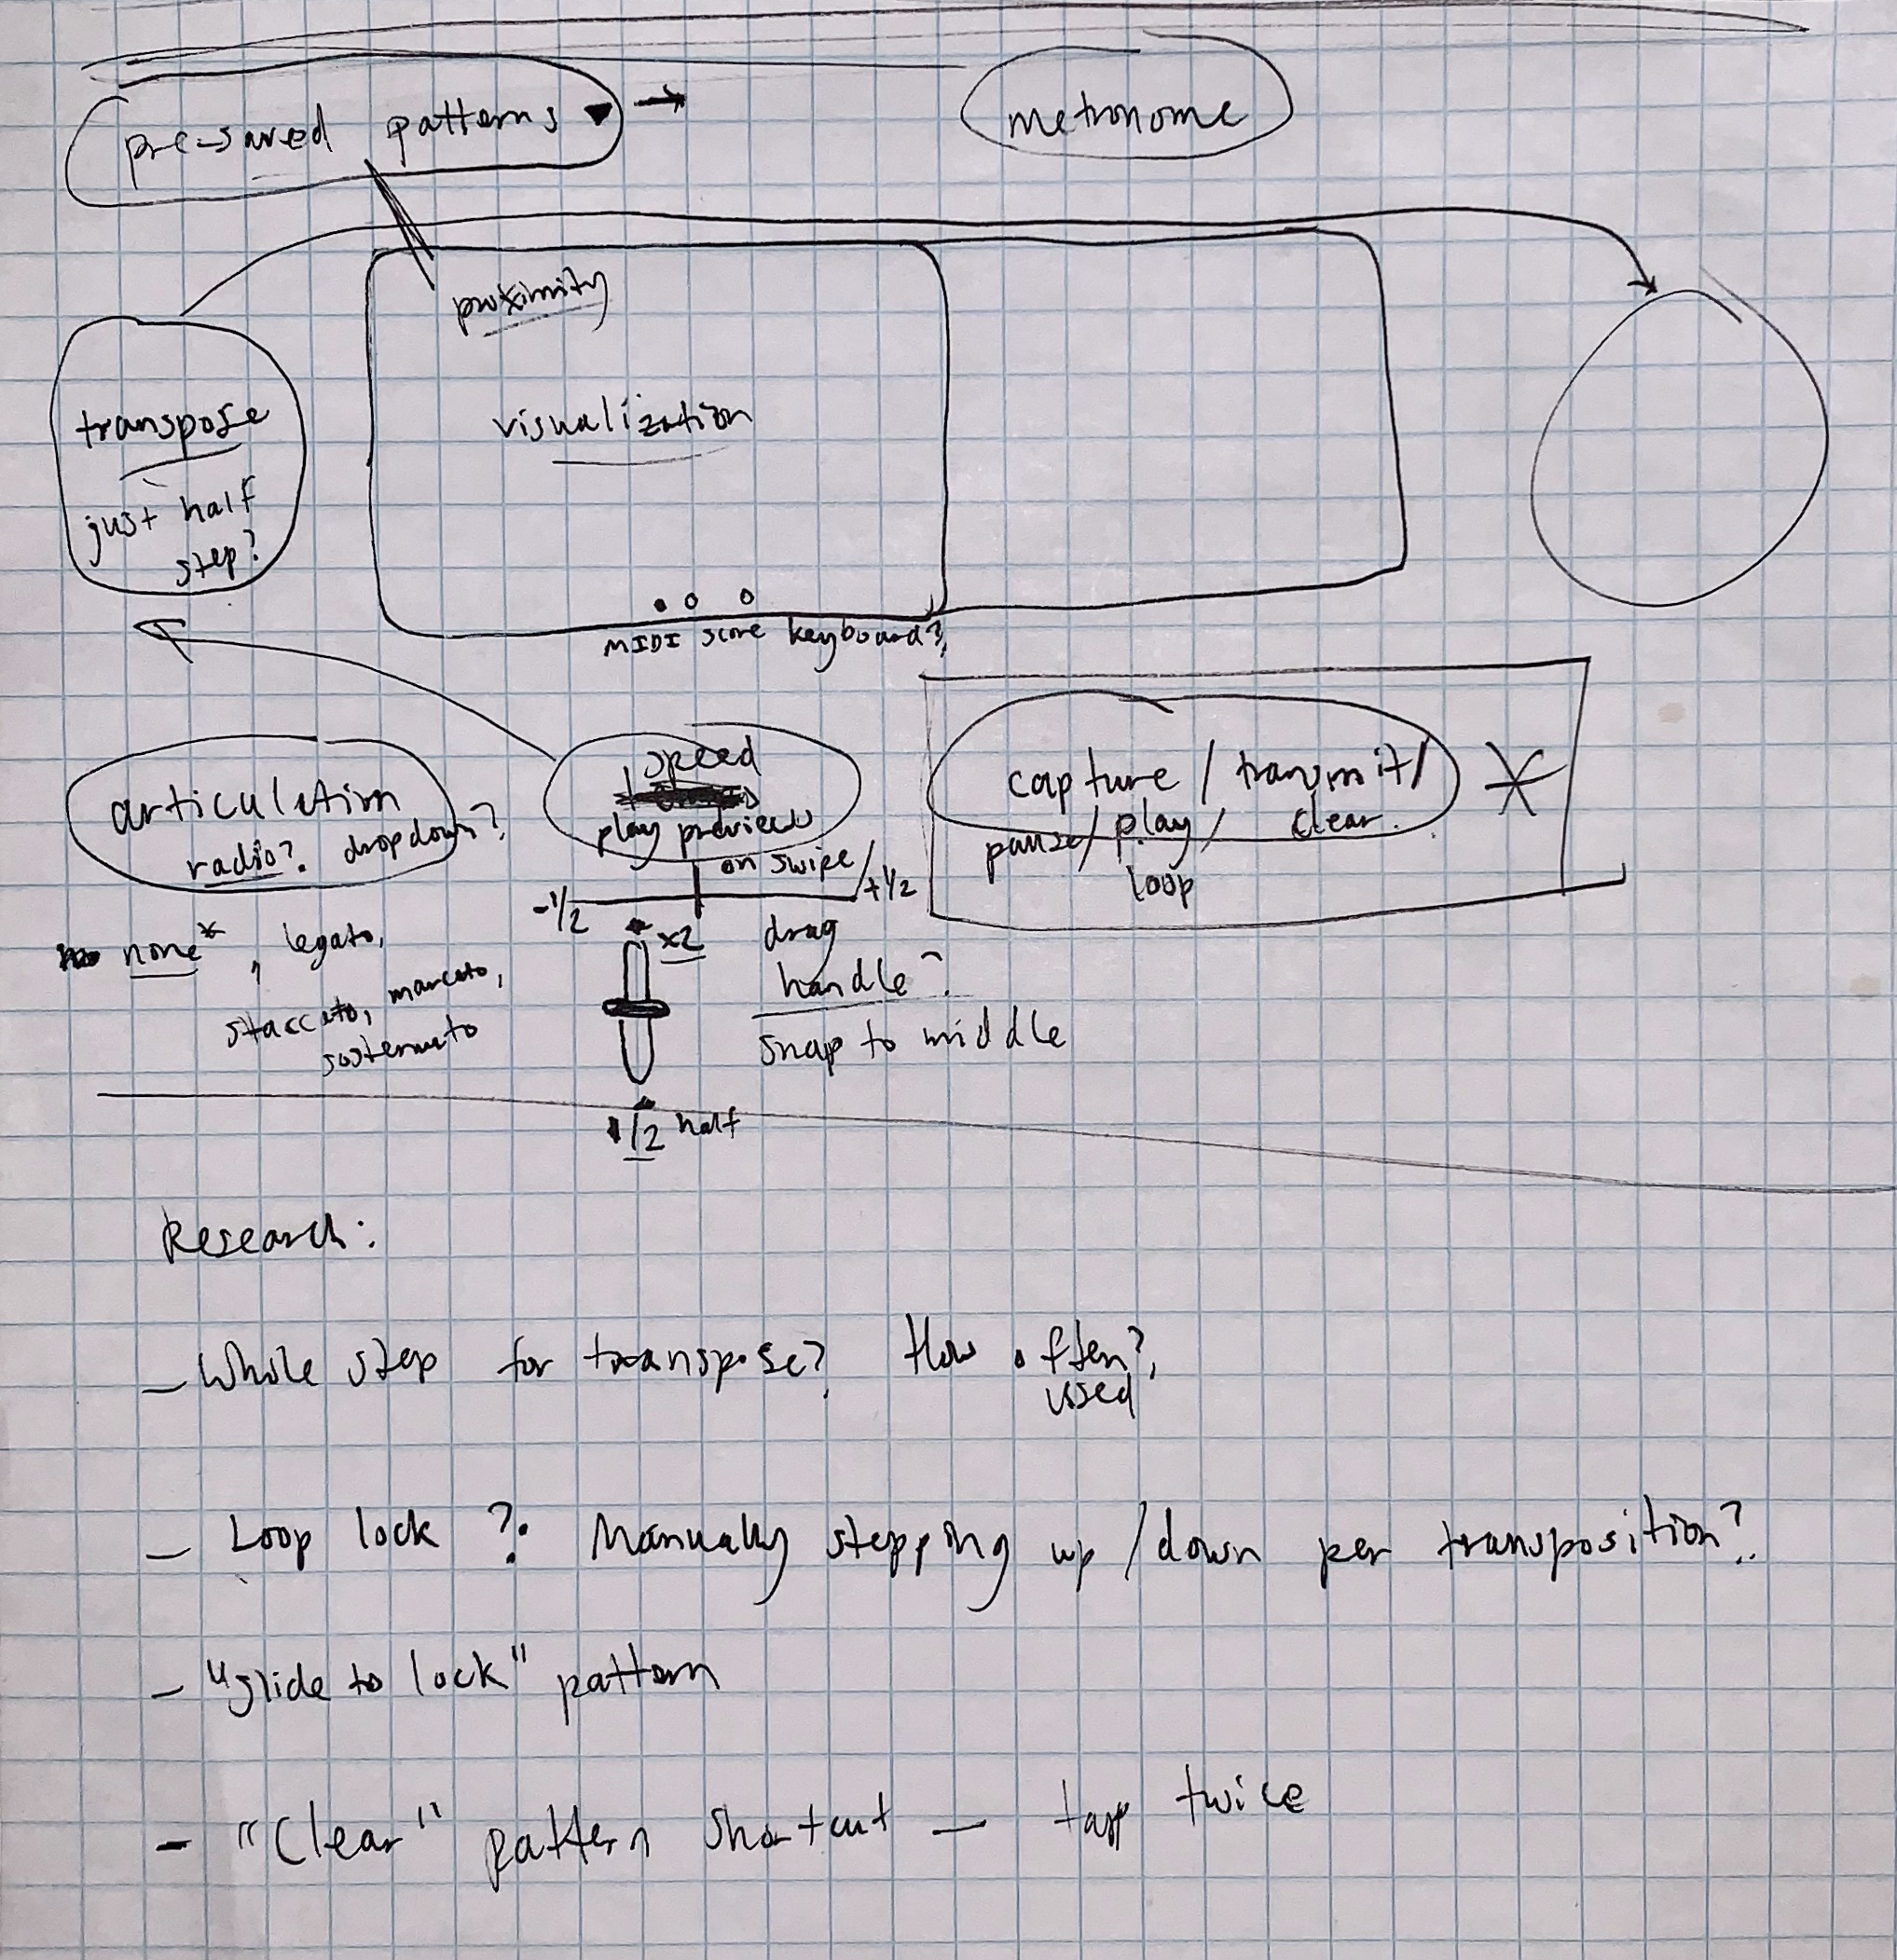 pre-saved patterns
metronome
proximity
visualization
transpose
just half
step?
MIDI score keyboard?
articulation
radio? dropdown?
none*, legato,
staccato, marcato,
sostenuto
speed
play preview
on swipe/
-1/2 +1/2
x2
drag
handle?
snap to middle
1/2 half
capture / transmit/
pause/ play/ clear.
loop
Research:
- Whole step for transpose? How often?
used
- Loop lock?: Manually stepping up/down per transposition?
- "glide to lock" pattern
- "Clear" pattern shortcut - tap twice